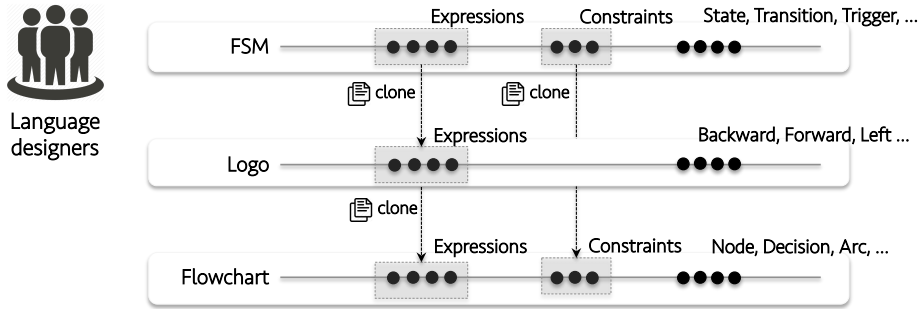 Expressions
Constraints
State, Transition, Trigger, ...
FSM
clone
clone
Language
designers
Expressions
Backward, Forward, Left ...
Logo
clone
Expressions
Constraints
Node, Decision, Arc, ...
Flowchart